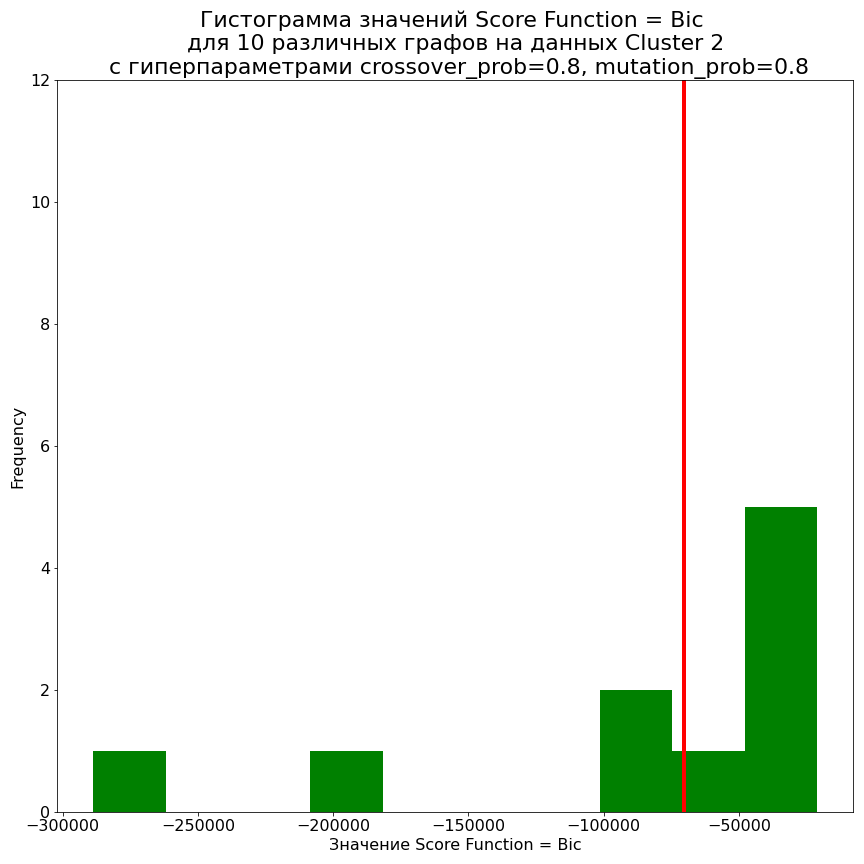 Гистограмма значений Score Function = Bic
для 10 различных графов на данных Cluster 2
с гиперпараметрами crossover_prob=0.8, mutation_prob=0.8
12
10
8
6
4
2
0
Frequency
−300000 −250000 −200000 −150000 −100000 −50000
Значение Score Function = Bic